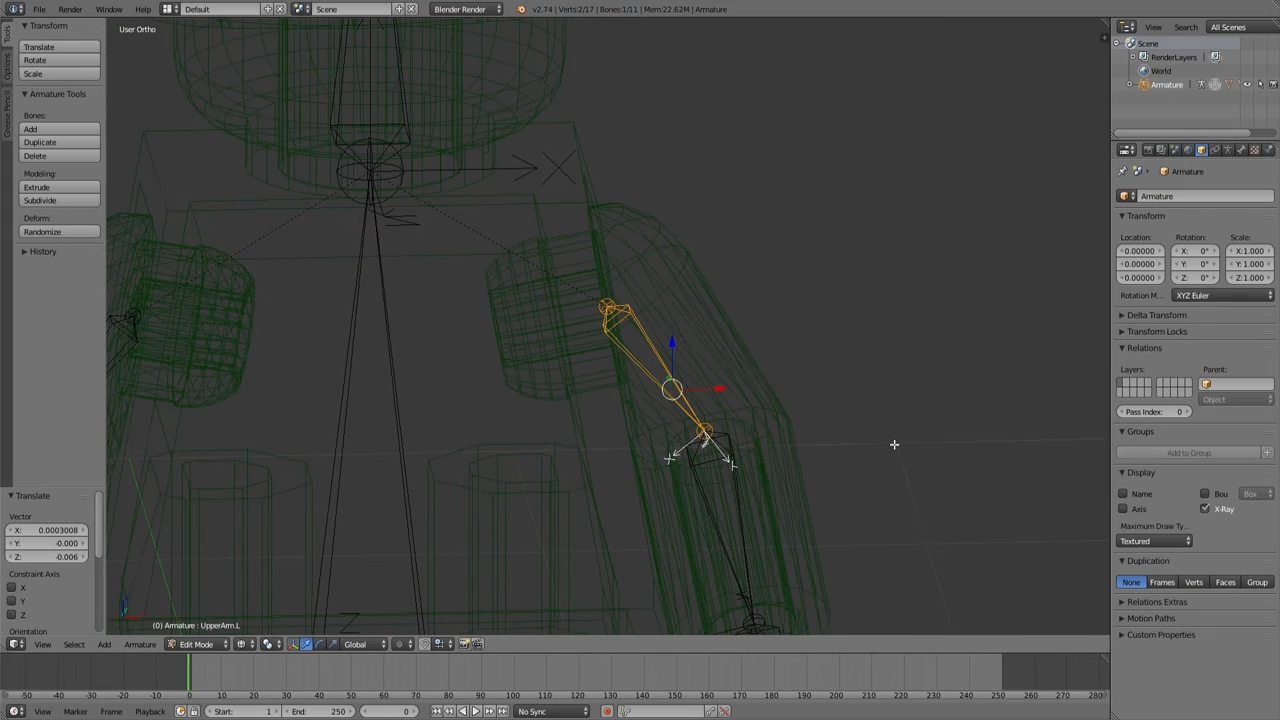 File Render Window Help Default Scene Blender Render v2.74 | Verts:2/17 | Bones:1/11 | Mem:22.62M | Armature
Tools
Options
Grease Pencil
Transform
Translate
Rotate
Scale
Armature Tools
Bones:
Add
Duplicate
Delete
Modeling:
Extrude
Subdivide
Deform:
Randomize
History
Translate
Vector
X: 0.0003008
Y: -0.000
Z: -0.006
Constraint Axis
X
Y
Z
Orientation
User Ortho
(0) Armature : UpperArm.L
View Select Add Armature Edit Mode Global
View Search All Scenes
Scene
RenderLayers
World
Armature
Armature
Armature
Transform
Location: Rotation: Scale:
0.00000 X: 0° X:1.000
0.00000 Y: 0° Y:1.000
0.00000 Z: 0° Z:1.000
Rotation M... XYZ Euler
Delta Transform
Transform Locks
Relations
Layers: Parent:
Object
Pass Index: 0
Groups
Add to Group
Display
Name Bou Box
Axis X-Ray
Maximum Draw Ty...
Textured
Duplication
None Frames Verts Faces Group
Relations Extras
Motion Paths
Custom Properties
-50 -40 -30 -20 -10 0 10 20 30 40 50 60 70 80 90 100 110 120 130 140 150 160 170 180 190 200 210 220 230 240 250 260 270 280
View Marker Frame Playback Start: 1 End: 250 0 No Sync